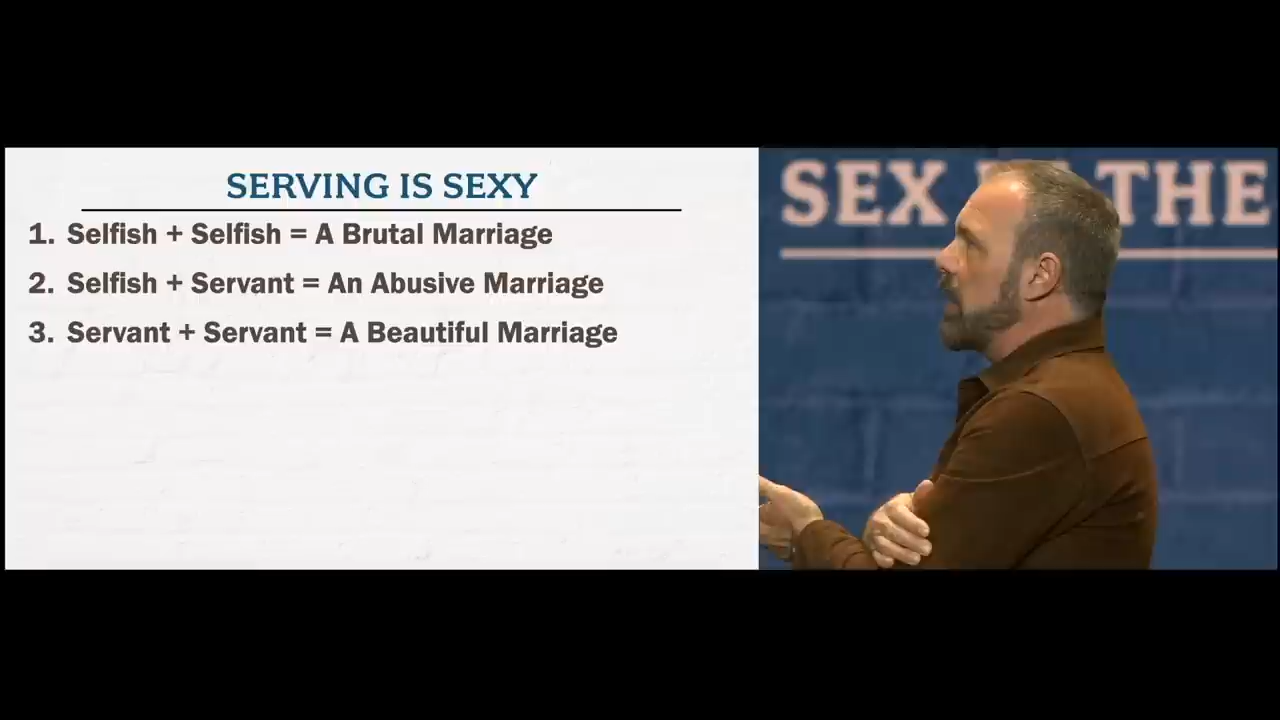 SERVING IS SEXY
1. Selfish + Selfish = A Brutal Marriage
2. Selfish + Servant = An Abusive Marriage
3. Servant + Servant = A Beautiful Marriage
SEX THE